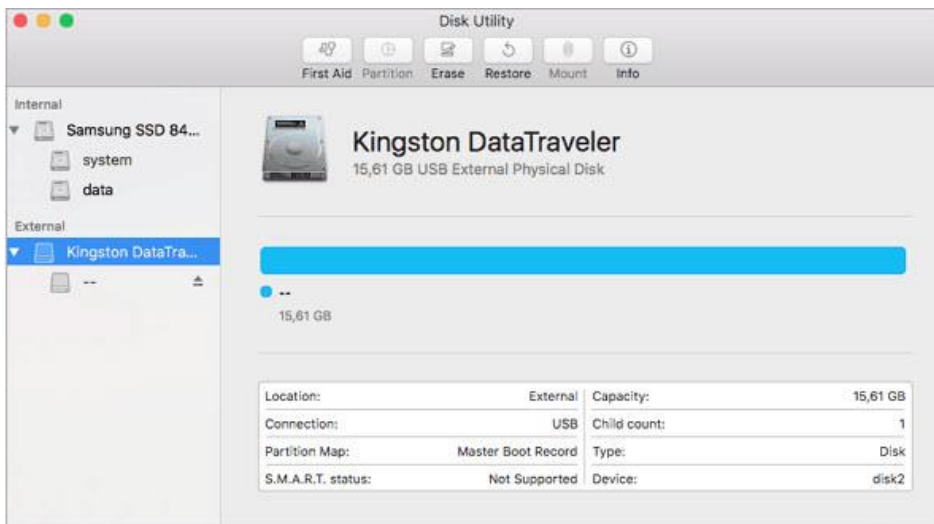 Disk Utility
First Aid Partition Erase Restore Mount Info
Internal
Samsung SSD 84...
system
data
External
Kingston DataTra...
--
Kingston DataTraveler
15,61 GB USB External Physical Disk
--
15,61 GB
Location: External Capacity: 15,61 GB
Connection: USB Child count: 1
Partition Map: Master Boot Record Type: Disk
S.M.A.R.T. status: Not Supported Device: disk2